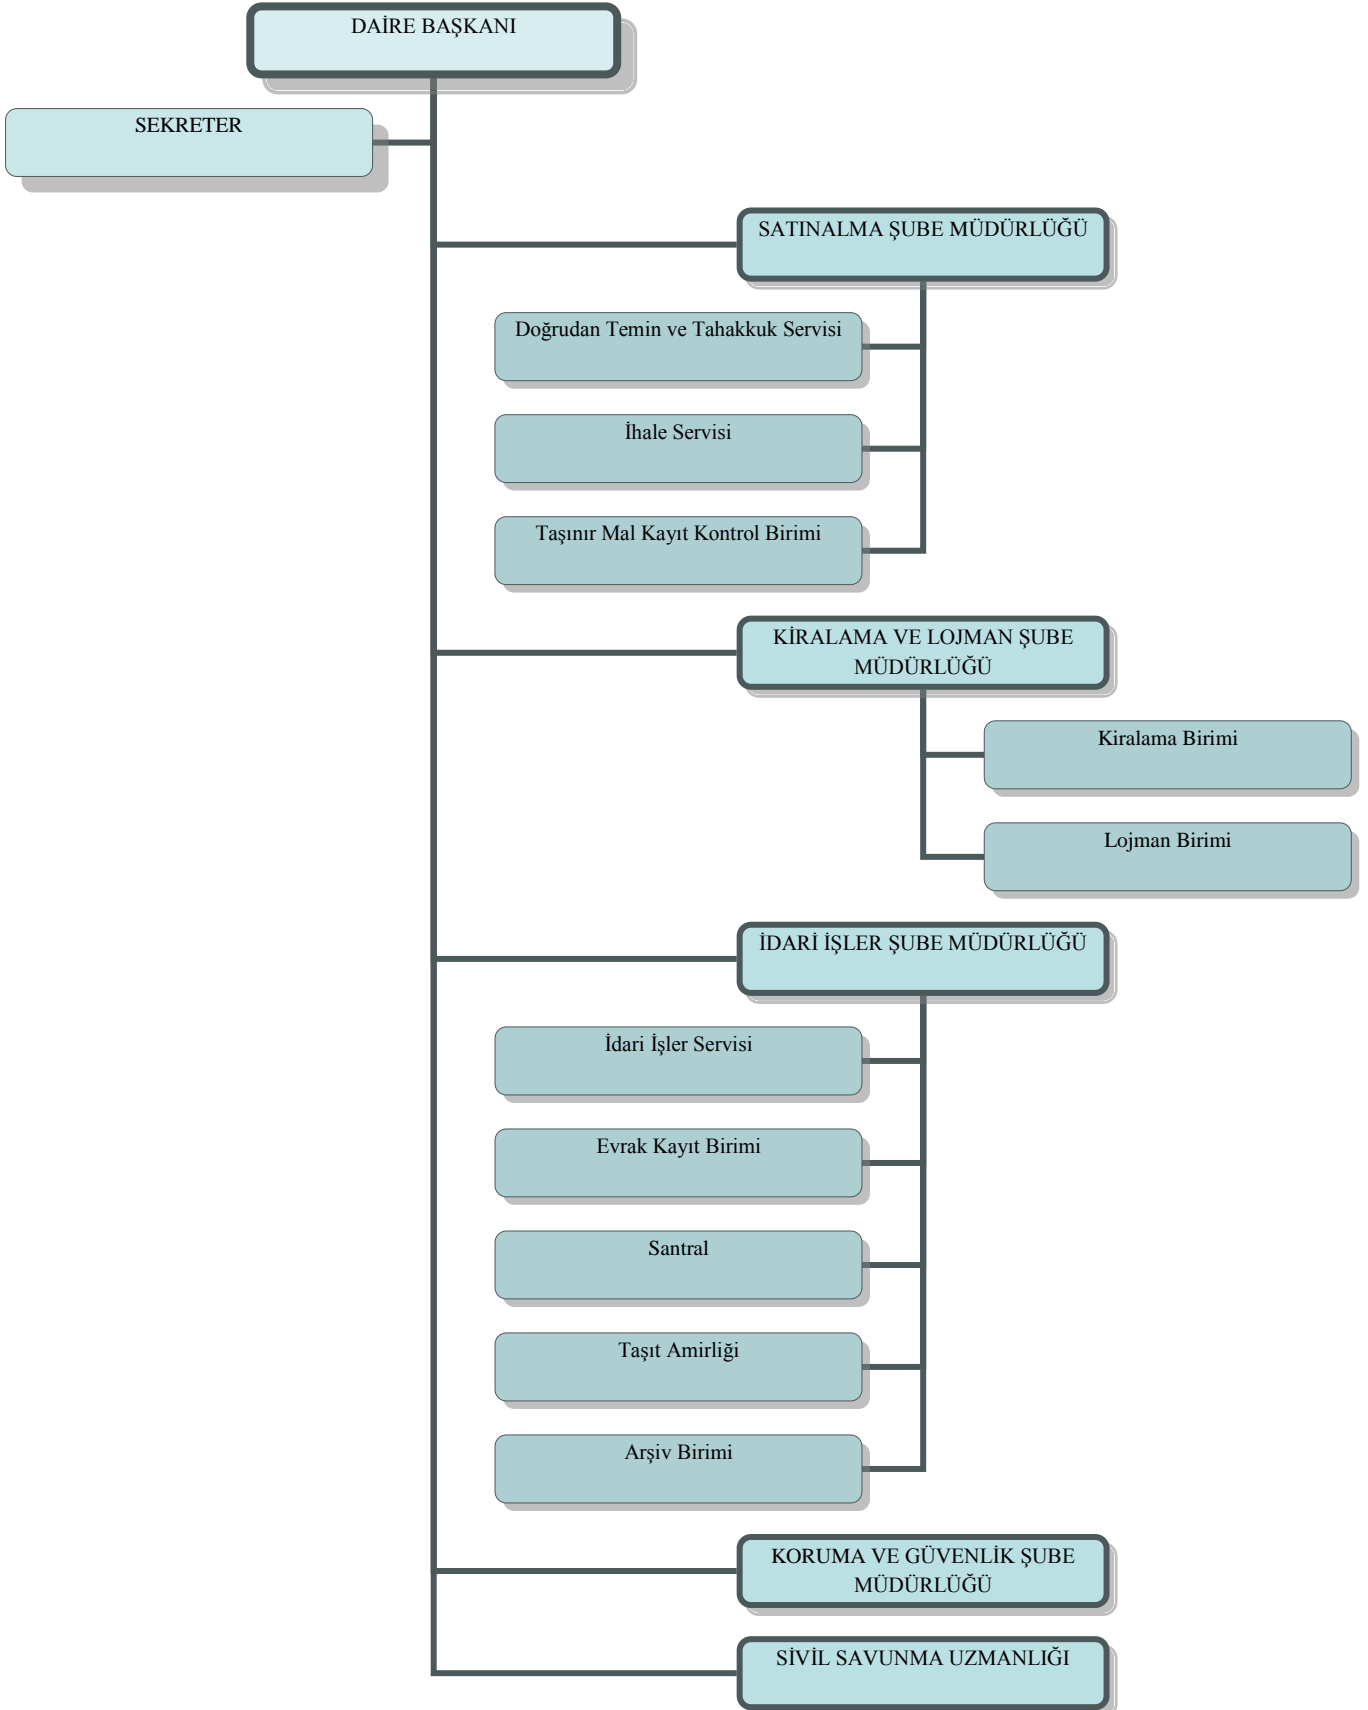 DAİRE BAŞKANI
SEKRETER
SATINALMA ŞUBE MÜDÜRLÜĞÜ
Doğrudan Temin ve Tahakkuk Servisi
İhale Servisi
Taşınır Mal Kayıt Kontrol Birimi
KİRALAMA VE LOJMAN ŞUBE
MÜDÜRLÜĞÜ
Kiralama Birimi
Lojman Birimi
İDARİ İŞLER ŞUBE MÜDÜRLÜĞÜ
İdari İşler Servisi
Evrak Kayıt Birimi
Santral
Taşıt Amirliği
Arşiv Birimi
KORUMA VE GÜVENLİK ŞUBE
MÜDÜRLÜĞÜ
SİVİL SAVUNMA UZMANLIĞI